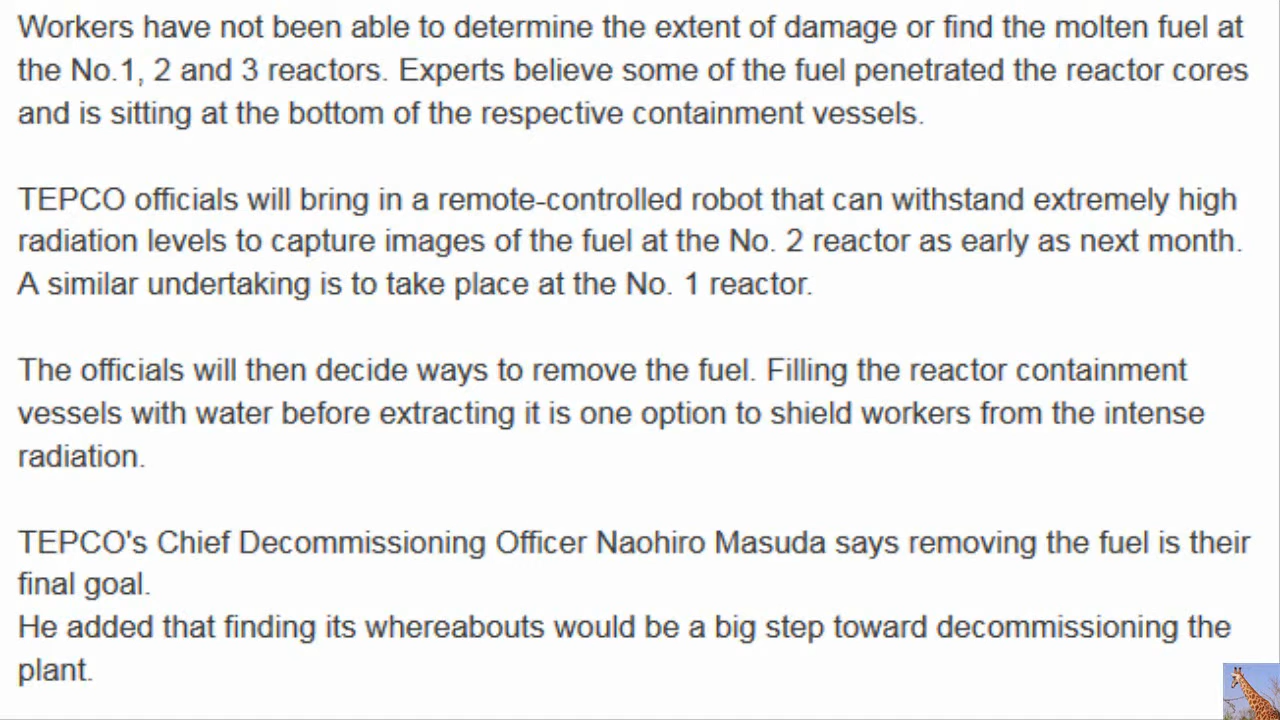 Workers have not been able to determine the extent of damage or find the molten fuel at
the No.1, 2 and 3 reactors. Experts believe some of the fuel penetrated the reactor cores
and is sitting at the bottom of the respective containment vessels.
TEPCO officials will bring in a remote-controlled robot that can withstand extremely high
radiation levels to capture images of the fuel at the No. 2 reactor as early as next month.
A similar undertaking is to take place at the No. 1 reactor.
The officials will then decide ways to remove the fuel. Filling the reactor containment
vessels with water before extracting it is one option to shield workers from the intense
radiation.
TEPCO's Chief Decommissioning Officer Naohiro Masuda says removing the fuel is their
final goal.
He added that finding its whereabouts would be a big step toward decommissioning the
plant.